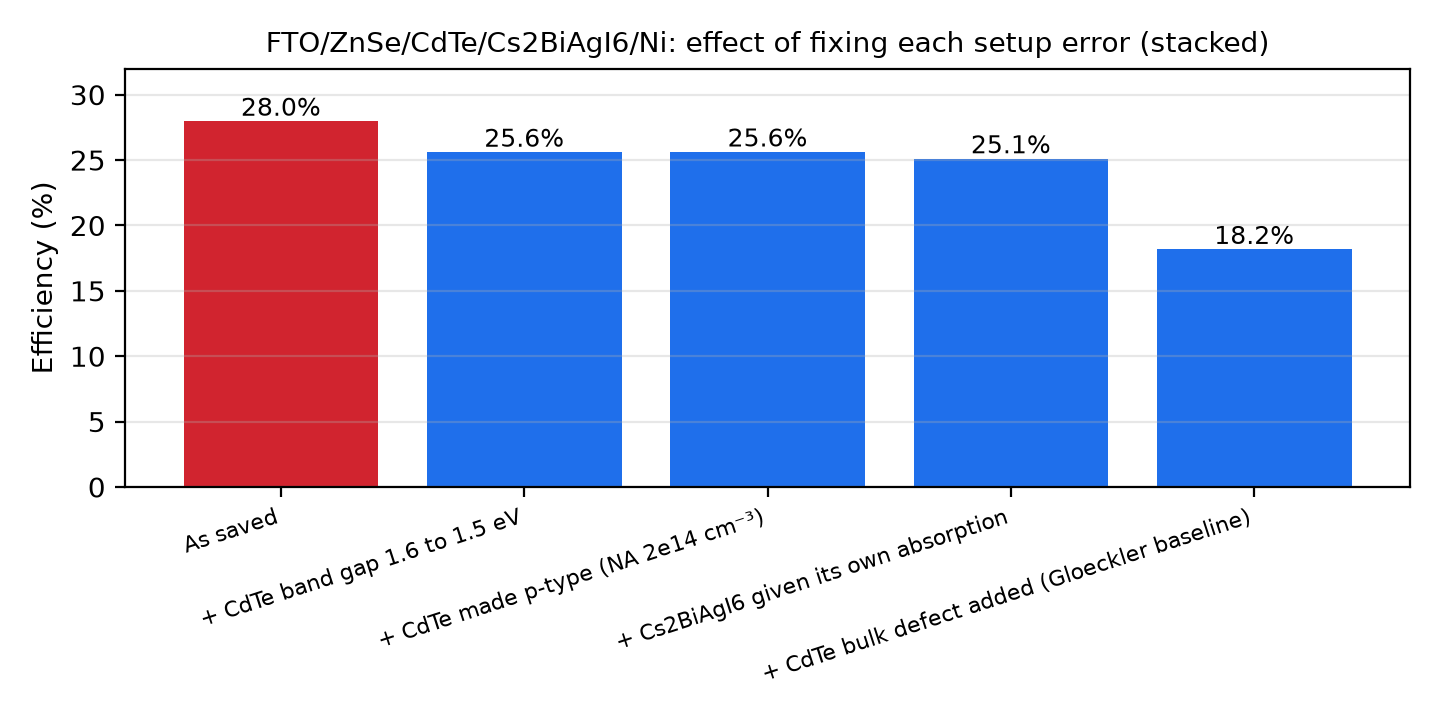 FTO/ZnSe/CdTe/Cs2BiAgI6/Ni: effect of fixing each setup error (stacked)
Efficiency (%)
30
25
20
15
10
5
0
28.0%
25.6%
25.6%
25.1%
18.2%
As saved
+ CdTe band gap 1.6 to 1.5 eV
+ CdTe made p-type (NA 2e14 cm⁻³)
+ Cs2BiAgI6 given its own absorption
+ CdTe bulk defect added (Gloeckler baseline)